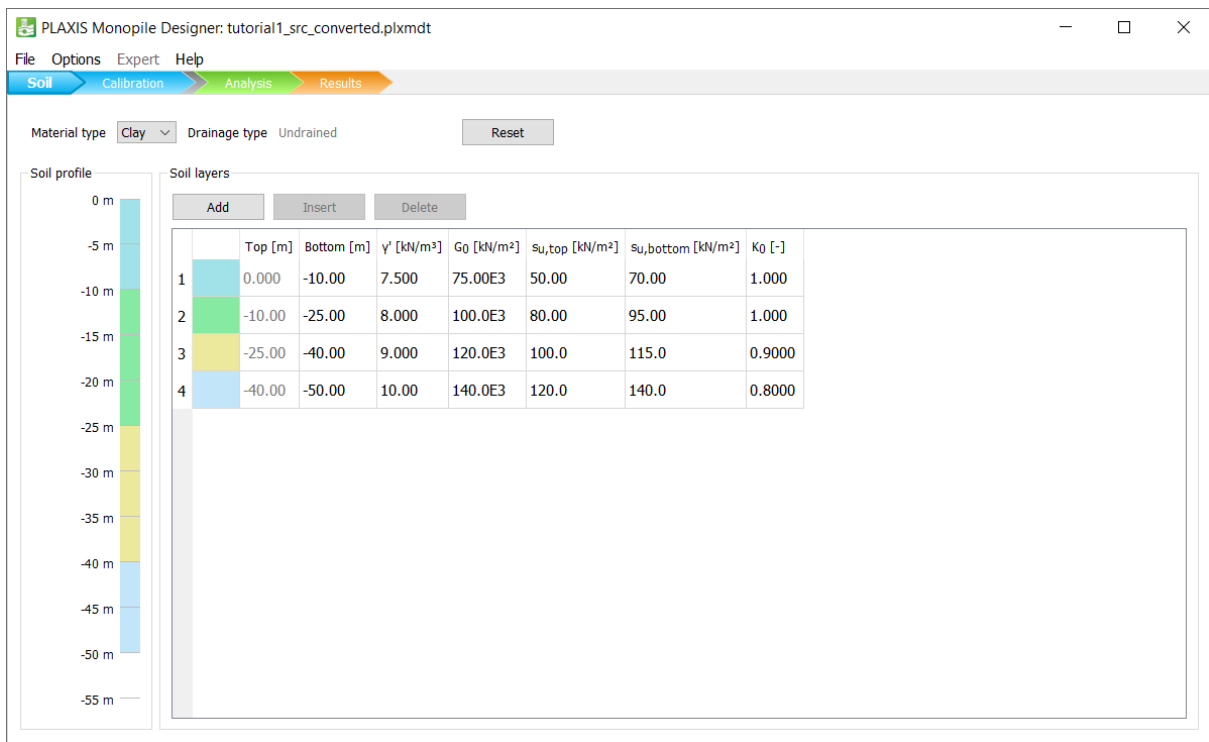 PLAXIS Monopile Designer: tutorial1_src_converted.plxmdt
File Options Expert Help
Soil Calibration Analysis Results
Material type Clay Drainage type Undrained Reset
Soil profile
0 m
-5 m
-10 m
-15 m
-20 m
-25 m
-30 m
-35 m
-40 m
-45 m
-50 m
-55 m
Soil layers
Add Insert Delete
Top [m] Bottom [m] γ' [kN/m³] G0 [kN/m²] su,top [kN/m²] su,bottom [kN/m²] K0 [-]
1 0.000 -10.00 7.500 75.00E3 50.00 70.00 1.000
2 -10.00 -25.00 8.000 100.0E3 80.00 95.00 1.000
3 -25.00 -40.00 9.000 120.0E3 100.0 115.0 0.9000
4 -40.00 -50.00 10.00 140.0E3 120.0 140.0 0.8000